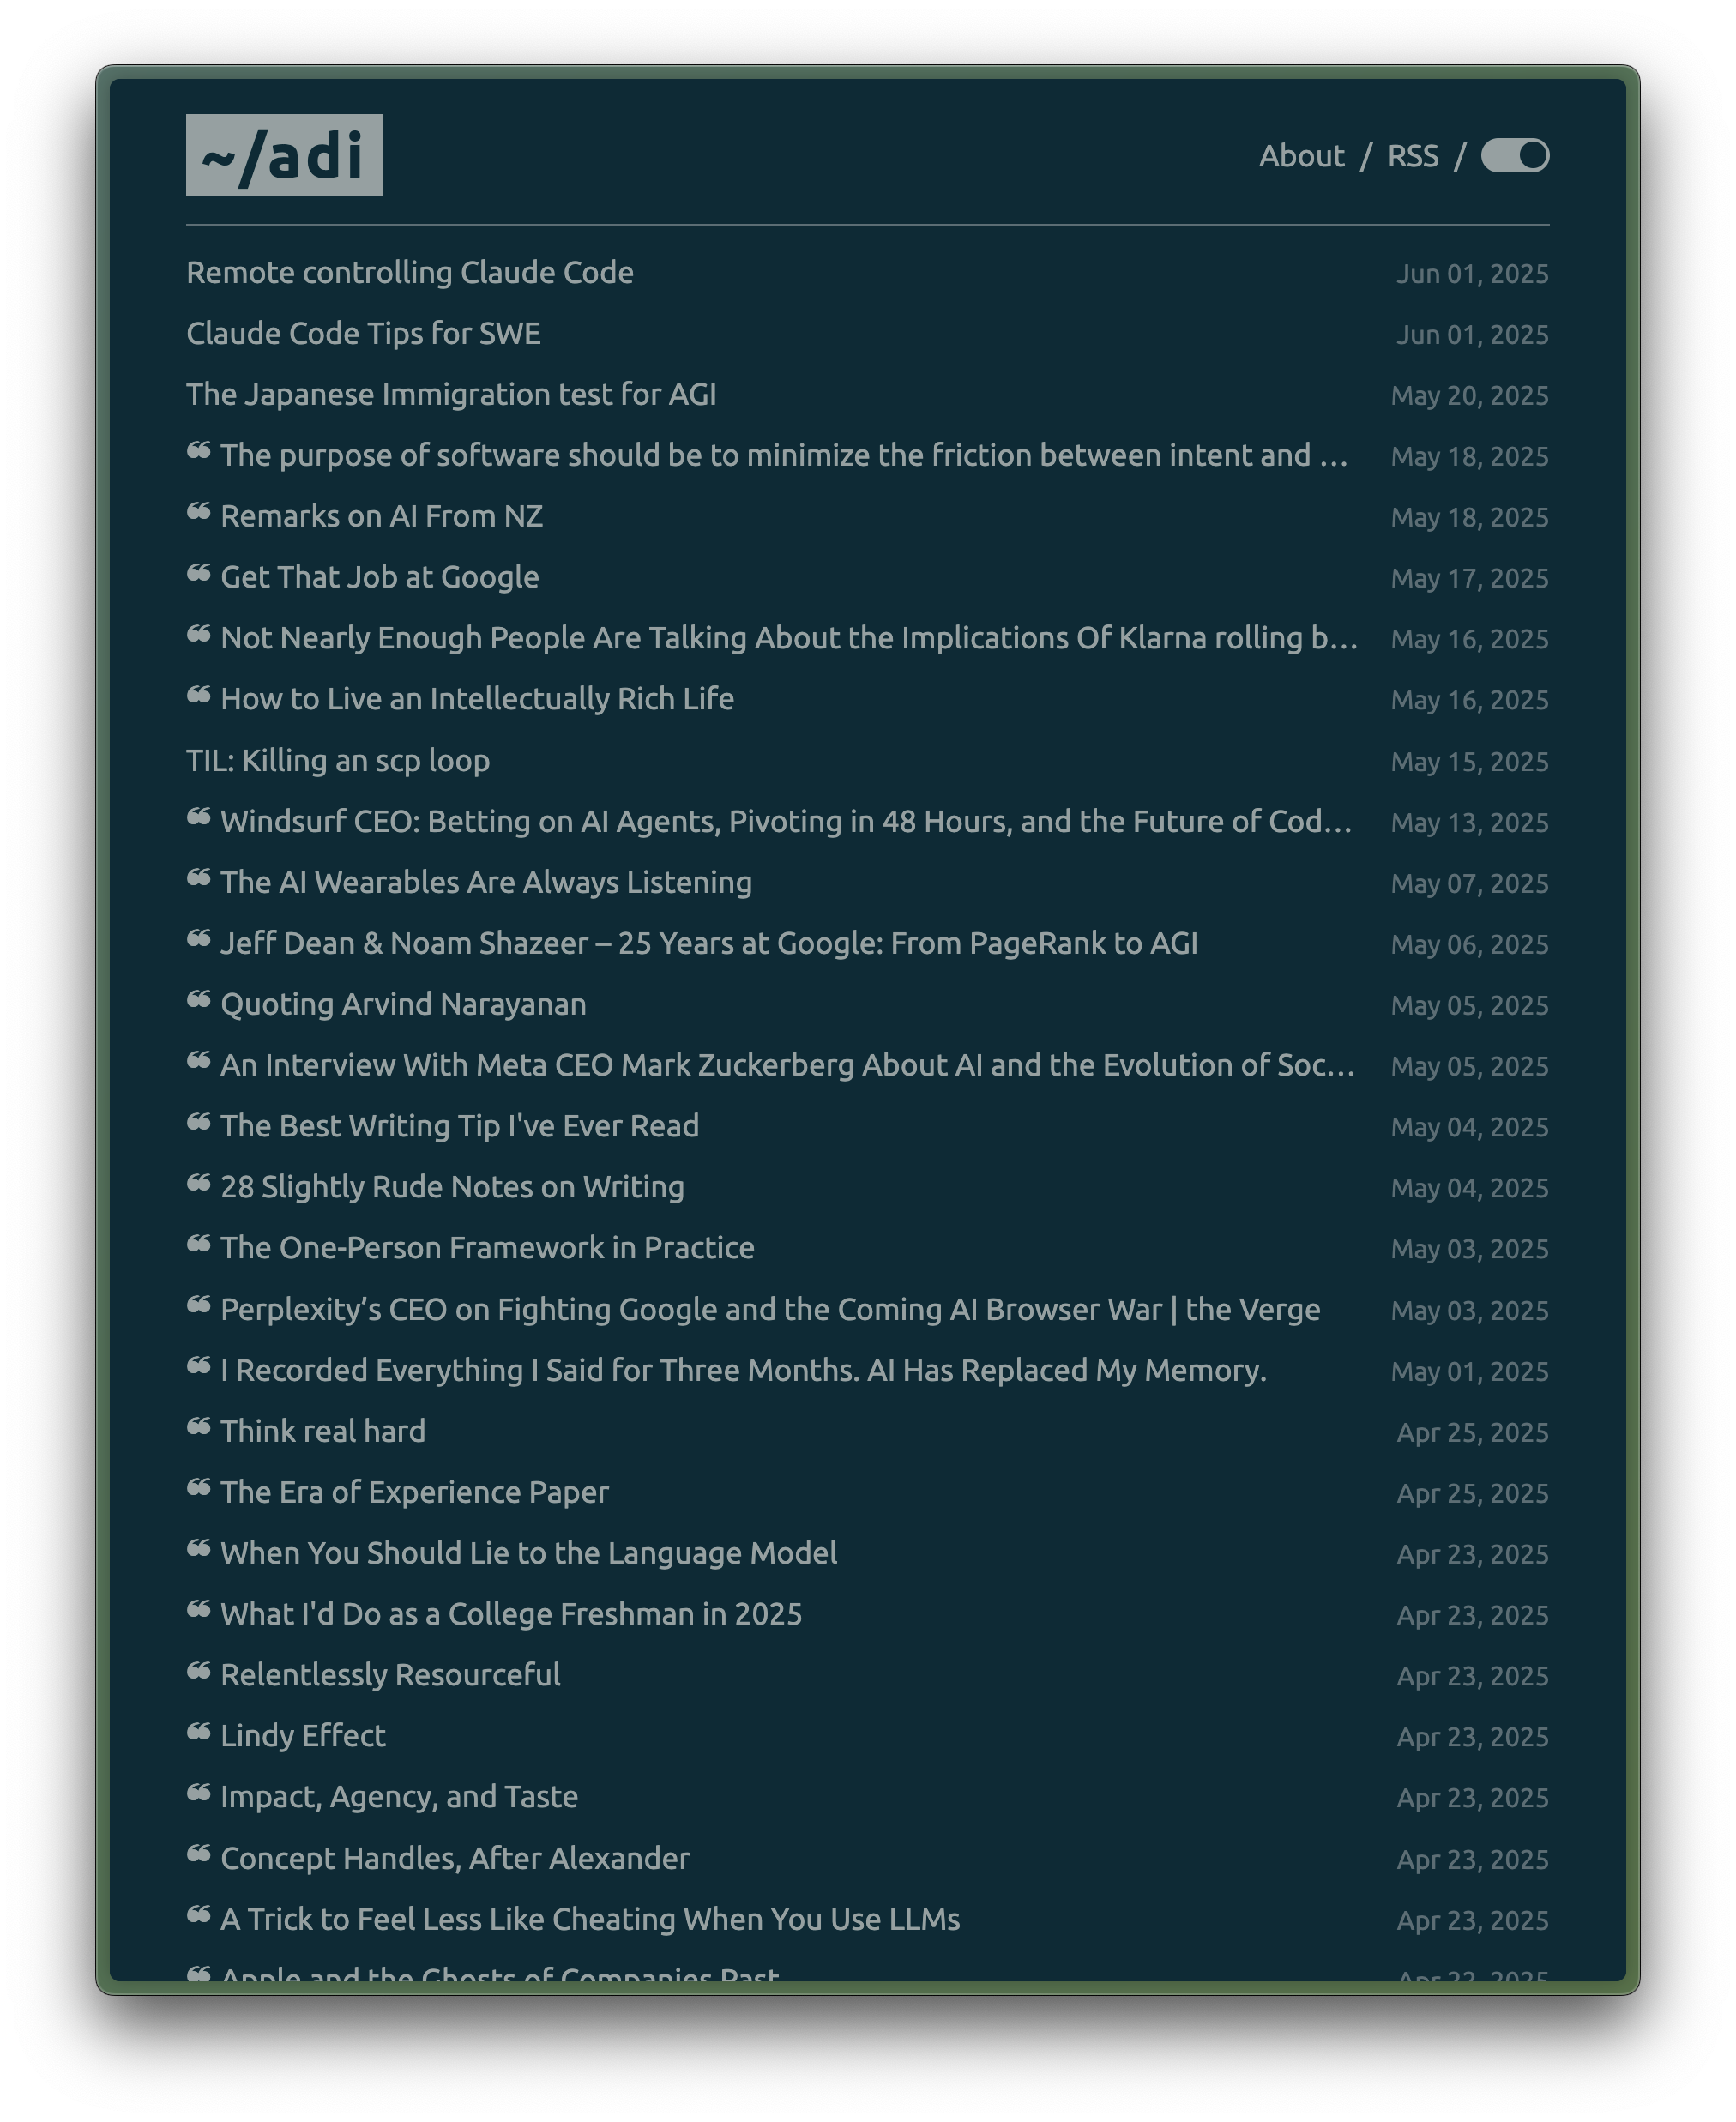 ~/adi
About / RSS /
Remote controlling Claude Code Jun 01, 2025
Claude Code Tips for SWE Jun 01, 2025
The Japanese Immigration test for AGI May 20, 2025
❝ The purpose of software should be to minimize the friction between intent and … May 18, 2025
❝ Remarks on AI From NZ May 18, 2025
❝ Get That Job at Google May 17, 2025
❝ Not Nearly Enough People Are Talking About the Implications Of Klarna rolling b… May 16, 2025
❝ How to Live an Intellectually Rich Life May 16, 2025
TIL: Killing an scp loop May 15, 2025
❝ Windsurf CEO: Betting on AI Agents, Pivoting in 48 Hours, and the Future of Cod… May 13, 2025
❝ The AI Wearables Are Always Listening May 07, 2025
❝ Jeff Dean & Noam Shazeer – 25 Years at Google: From PageRank to AGI May 06, 2025
❝ Quoting Arvind Narayanan May 05, 2025
❝ An Interview With Meta CEO Mark Zuckerberg About AI and the Evolution of Soc… May 05, 2025
❝ The Best Writing Tip I've Ever Read May 04, 2025
❝ 28 Slightly Rude Notes on Writing May 04, 2025
❝ The One-Person Framework in Practice May 03, 2025
❝ Perplexity’s CEO on Fighting Google and the Coming AI Browser War | the Verge May 03, 2025
❝ I Recorded Everything I Said for Three Months. AI Has Replaced My Memory. May 01, 2025
❝ Think real hard Apr 25, 2025
❝ The Era of Experience Paper Apr 25, 2025
❝ When You Should Lie to the Language Model Apr 23, 2025
❝ What I'd Do as a College Freshman in 2025 Apr 23, 2025
❝ Relentlessly Resourceful Apr 23, 2025
❝ Lindy Effect Apr 23, 2025
❝ Impact, Agency, and Taste Apr 23, 2025
❝ Concept Handles, After Alexander Apr 23, 2025
❝ A Trick to Feel Less Like Cheating When You Use LLMs Apr 23, 2025
❝ Apple and the Ghosts of Companies Past Apr 22, 2025